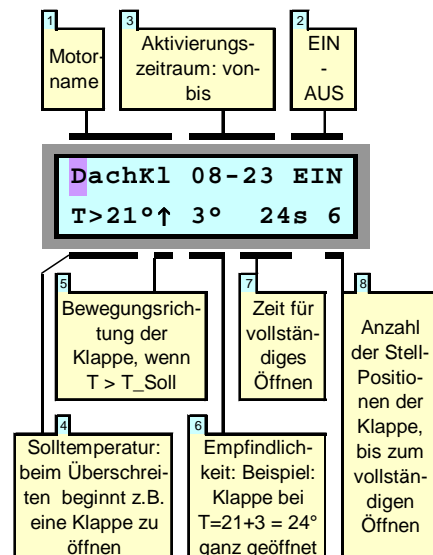 1
Motor-
name
3
Aktivierungs-
zeitraum: von-
bis
2
EIN
-
AUS
DachKl 08-23 EIN
T>21°↑ 3° 24s 6
5
Bewegungsrich-
tung der
Klappe, wenn
T > T_Soll
7
Zeit für
vollstän-
diges
Öffnen
8
Anzahl
der Stell-
Positio-
nen der
Klappe,
bis zum
vollstän-
digen
Öffnen
4
Solltemperatur:
beim Überschrei-
ten beginnt z.B.
eine Klappe zu
öffnen
6
Empfindlich-
keit: Beispiel:
Klappe bei
T=21+3 = 24°
ganz geöffnet